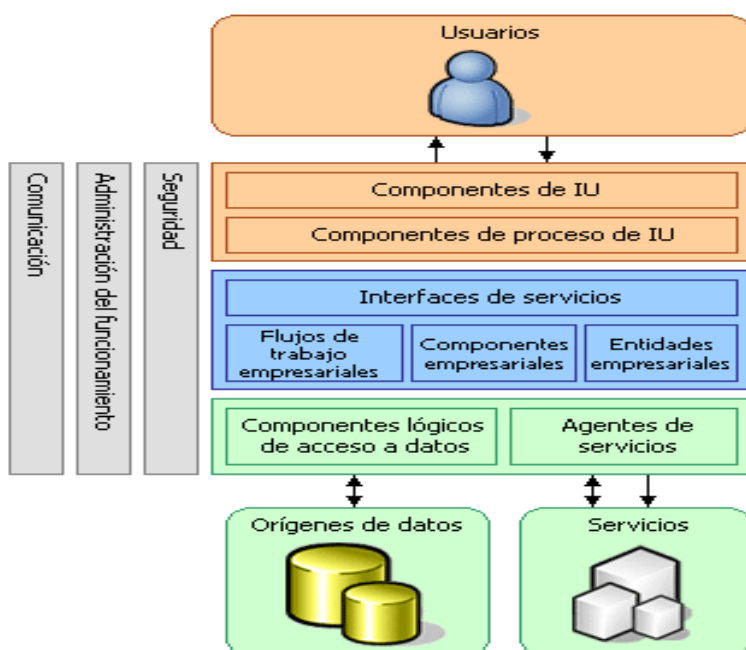 Usuarios
Comunicación
Administración del funcionamiento
Seguridad
Componentes de IU
Componentes de proceso de IU
Interfaces de servicios
Flujos de
trabajo
empresariales
Componentes
empresariales
Entidades
empresariales
Componentes lógicos
de acceso a datos
Agentes de
servicios
Orígenes de datos
Servicios